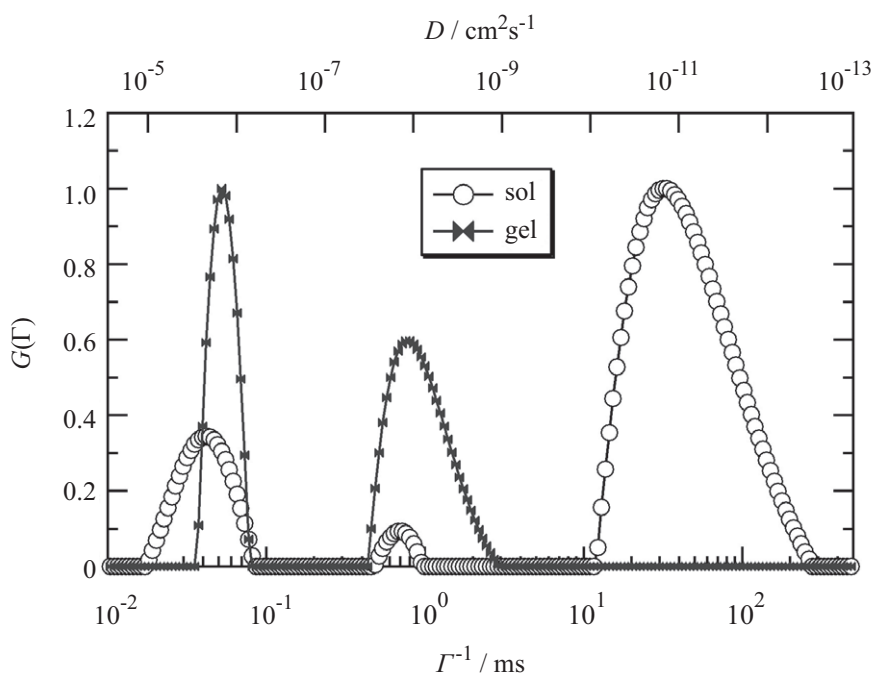 D / cm²s⁻¹
10⁻⁵ 10⁻⁷ 10⁻⁹ 10⁻¹¹ 10⁻¹³
1.2
1.0
0.8
0.6
0.4
0.2
0
G(Γ)
sol
gel
10⁻² 10⁻¹ 10⁰ 10¹ 10²
Γ⁻¹ / ms